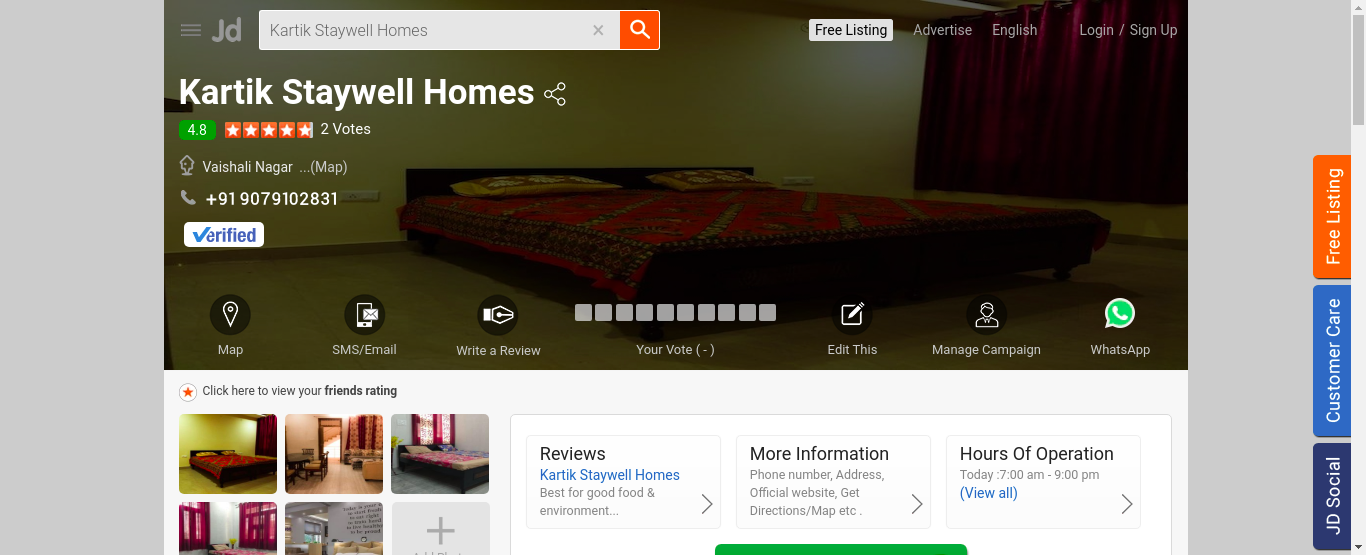 Jd
Kartik Staywell Homes
Free Listing
Advertise
English
Login / Sign Up
Kartik Staywell Homes
4.8
2 Votes
Vaishali Nagar ...(Map)
+91 9079102831
Verified
Map
SMS/Email
Write a Review
Your Vote ( - )
Edit This
Manage Campaign
WhatsApp
Click here to view your friends rating
Reviews
Kartik Staywell Homes
Best for good food &
environment...
More Information
Phone number, Address,
Official website, Get
Directions/Map etc .
Hours Of Operation
Today :7:00 am - 9:00 pm
(View all)
Free Listing
Customer Care
JD Social